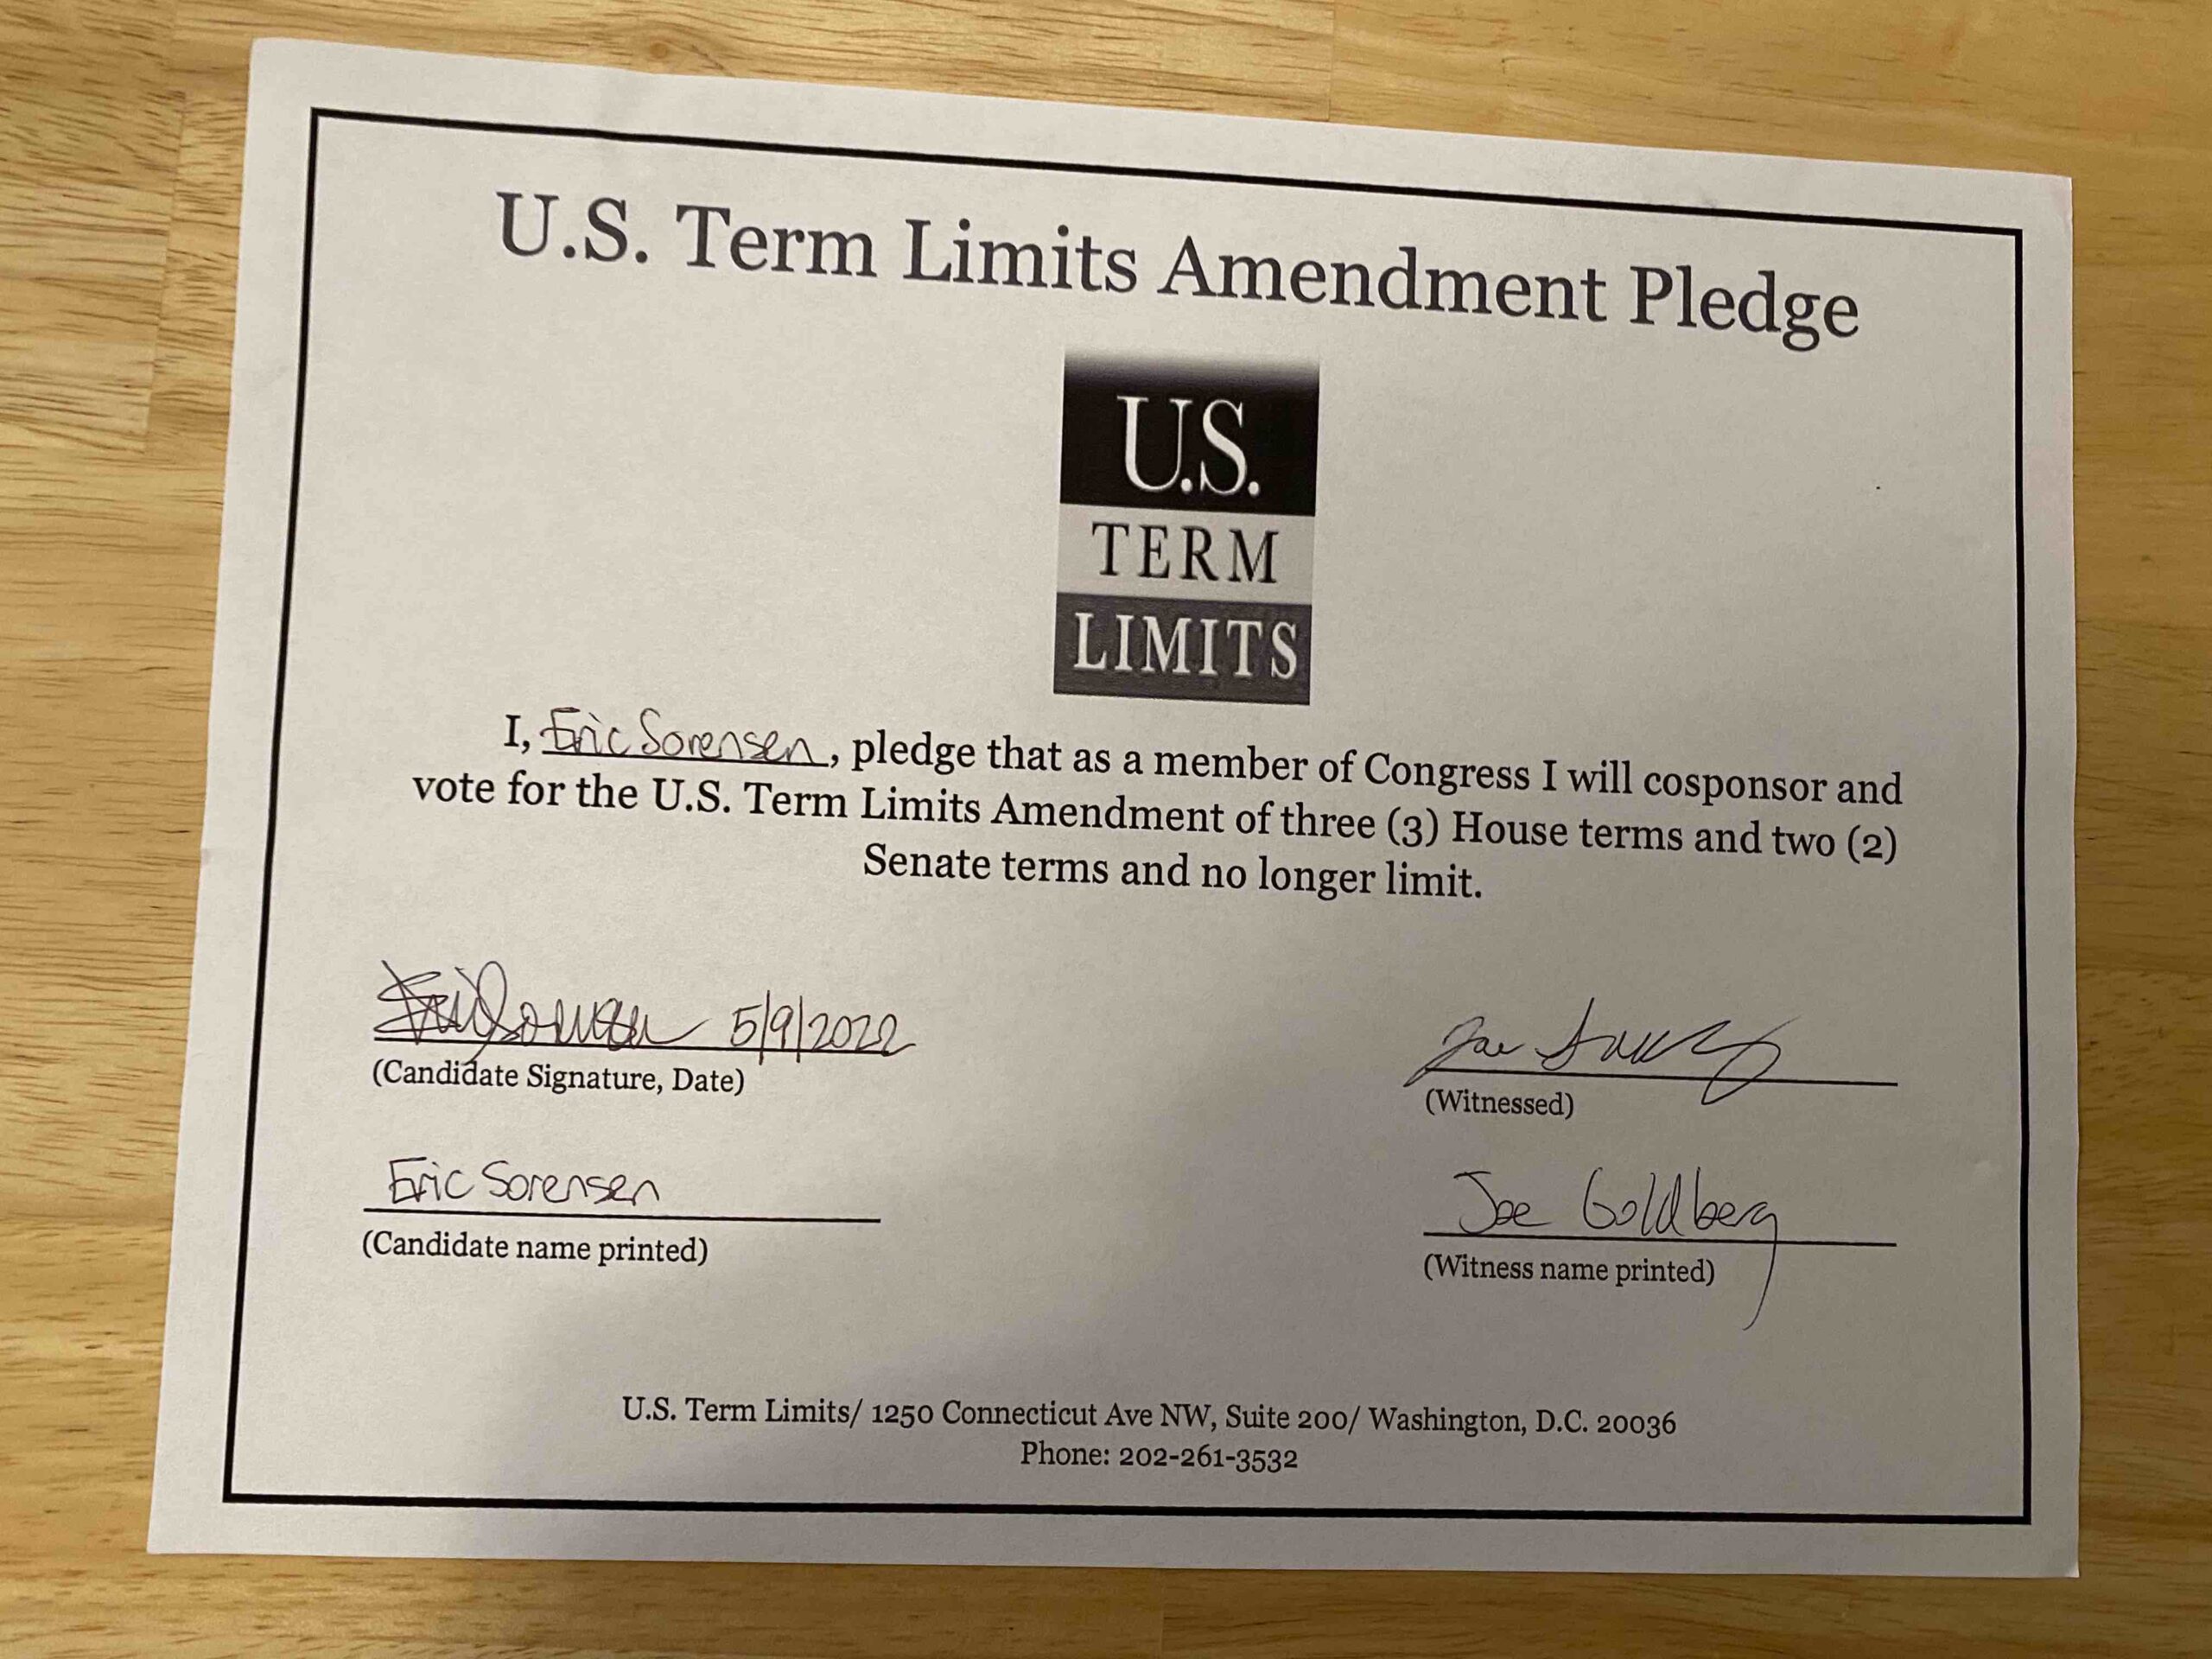 U.S. Term Limits Amendment Pledge
U.S.
TERM
LIMITS
I, Eric Sorensen, pledge that as a member of Congress I will cosponsor and
vote for the U.S. Term Limits Amendment of three (3) House terms and two (2)
Senate terms and no longer limit.
Eric Sorensen 5/9/2022
(Candidate Signature, Date)
Joe
(Witnessed)
Eric Sorensen
(Candidate name printed)
Joe Goldberg
(Witness name printed)
U.S. Term Limits/ 1250 Connecticut Ave NW, Suite 200/ Washington, D.C. 20036
Phone: 202-261-3532